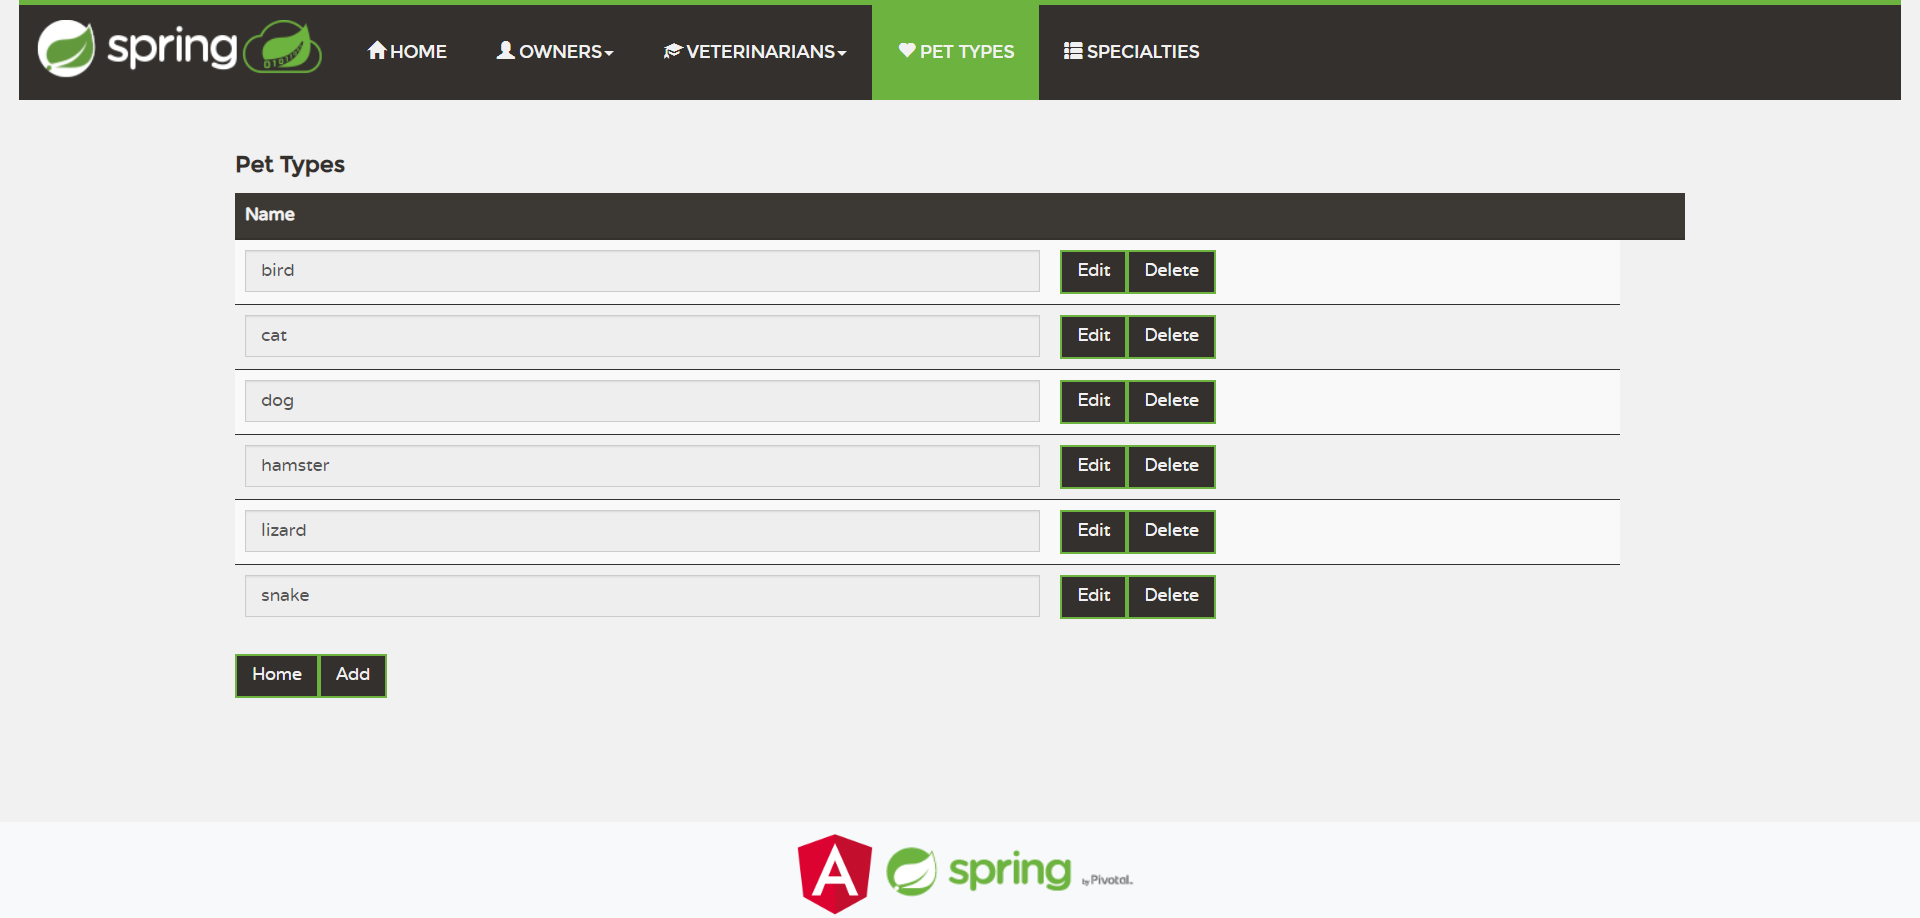 spring HOME OWNERS VETERINARIANS PET TYPES SPECIALTIES
Pet Types
Name
bird Edit Delete
cat Edit Delete
dog Edit Delete
hamster Edit Delete
lizard Edit Delete
snake Edit Delete
Home Add
A spring by Pivotal